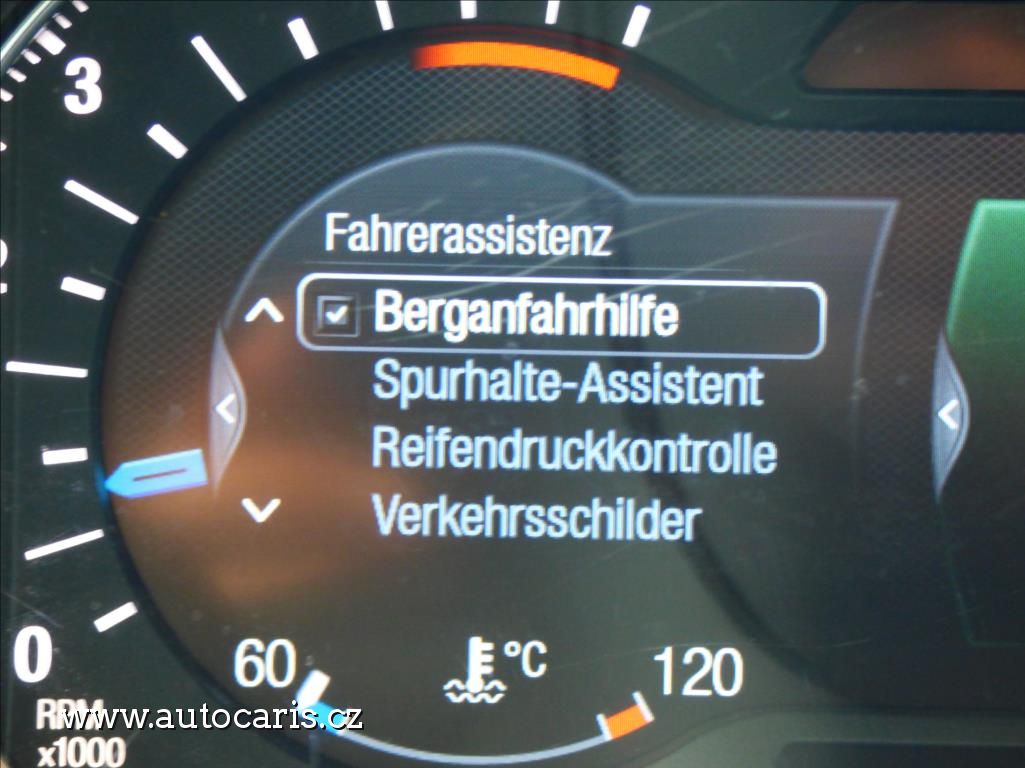 3
Fahrerassistenz
Berganfahrhilfe
Spurhalte-Assistent
Reifendruckkontrolle
Verkehrsschilder
0
60 °C 120
RPM
www.autocaris.cz
x1000